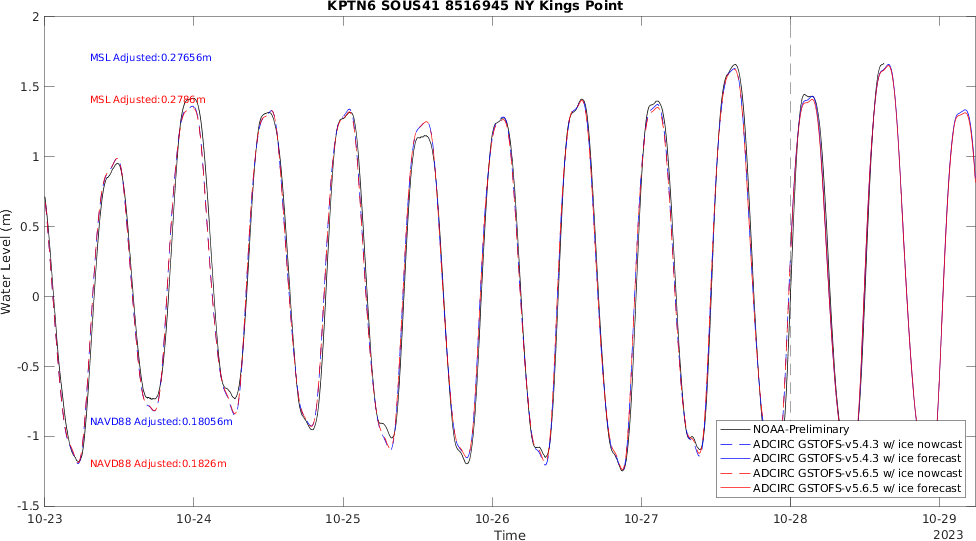 KPTN6 SOUS41 8516945 NY Kings Point
2
1.5
1
0.5
0
-0.5
-1
-1.5
Water Level (m)
MSL Adjusted:0.27656m
MSL Adjusted:0.2786m
NAVD88 Adjusted:0.18056m
NAVD88 Adjusted:0.1826m
NOAA-Preliminary
ADCIRC GSTOFS-v5.4.3 w/ ice nowcast
ADCIRC GSTOFS-v5.4.3 w/ ice forecast
ADCIRC GSTOFS-v5.6.5 w/ ice nowcast
ADCIRC GSTOFS-v5.6.5 w/ ice forecast
10-23 10-24 10-25 10-26 10-27 10-28 10-29
Time
2023